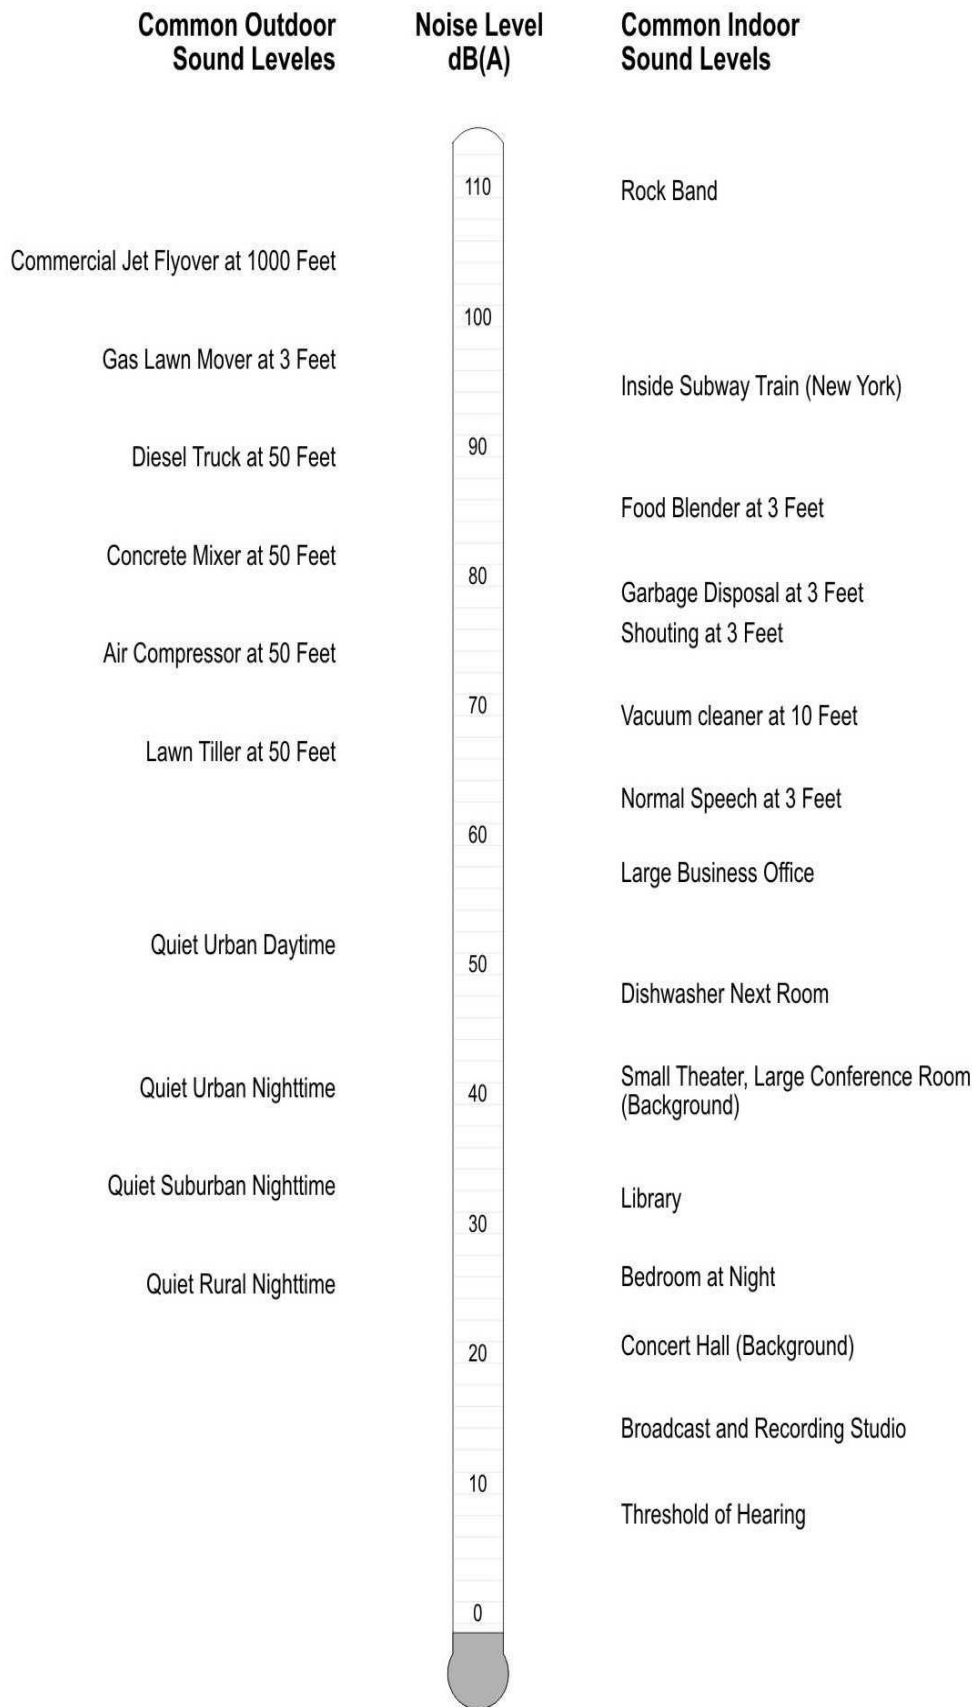 Common Outdoor
Sound Leveles
Noise Level
dB(A)
Common Indoor
Sound Levels
110
Rock Band
Commercial Jet Flyover at 1000 Feet
100
Gas Lawn Mover at 3 Feet
Inside Subway Train (New York)
90
Diesel Truck at 50 Feet
Food Blender at 3 Feet
Concrete Mixer at 50 Feet
80
Garbage Disposal at 3 Feet
Shouting at 3 Feet
Air Compressor at 50 Feet
70
Vacuum cleaner at 10 Feet
Lawn Tiller at 50 Feet
Normal Speech at 3 Feet
60
Large Business Office
Quiet Urban Daytime
50
Dishwasher Next Room
Quiet Urban Nighttime
40
Small Theater, Large Conference Room
(Background)
Quiet Suburban Nighttime
Library
30
Quiet Rural Nighttime
Bedroom at Night
20
Concert Hall (Background)
Broadcast and Recording Studio
10
Threshold of Hearing
0